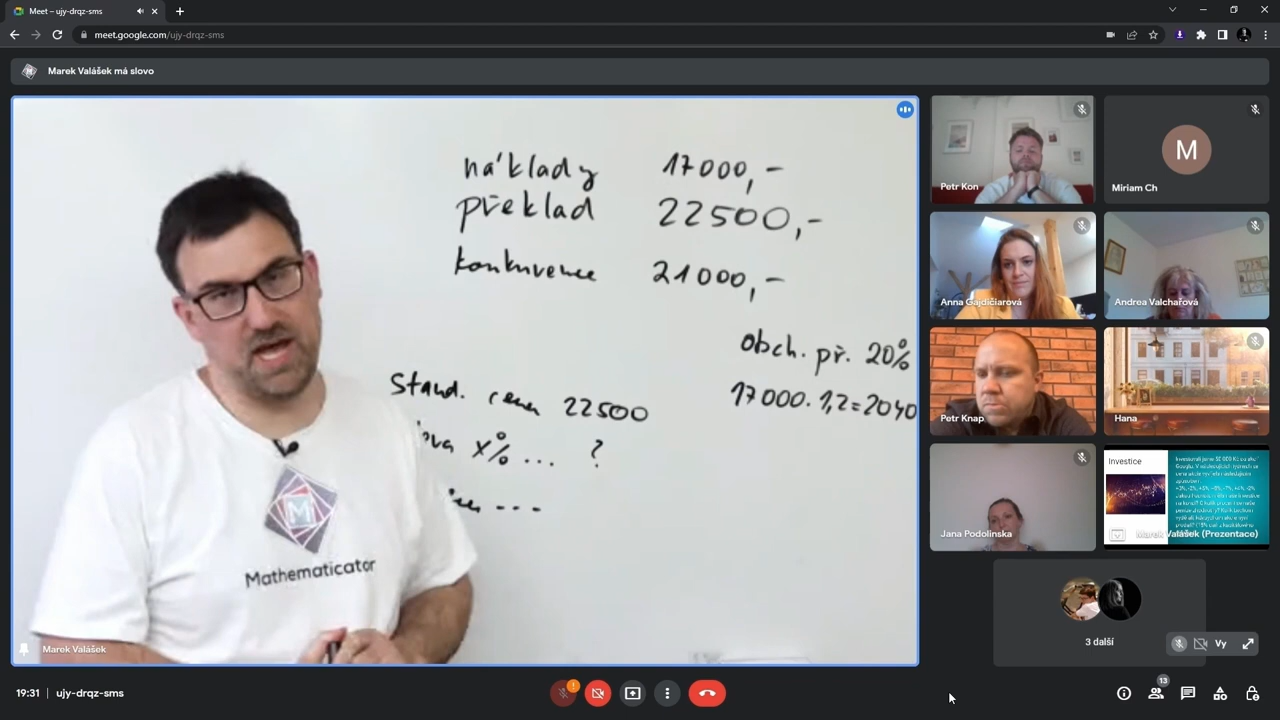 Meet – ujy-drqz-sms
meet.google.com/ujy-drqz-sms
Marek Valášek má slovo
náklady 17000,-
překlad 22500,-
konkurence 21000,-
obch. př. 20%
17000. 1,2=2040
Stand. cena 22500
x% ... ?
...
M
Mathematicator
Marek Valášek
Petr Kon
M
Miriam Ch
Anna Gajdičiarová
Andrea Valchařová
Petr Knap
Hana
Jana Podolinska
Investice
Marek Valášek (Prezentace)
3 další
Vy
19:31 | ujy-drqz-sms
13